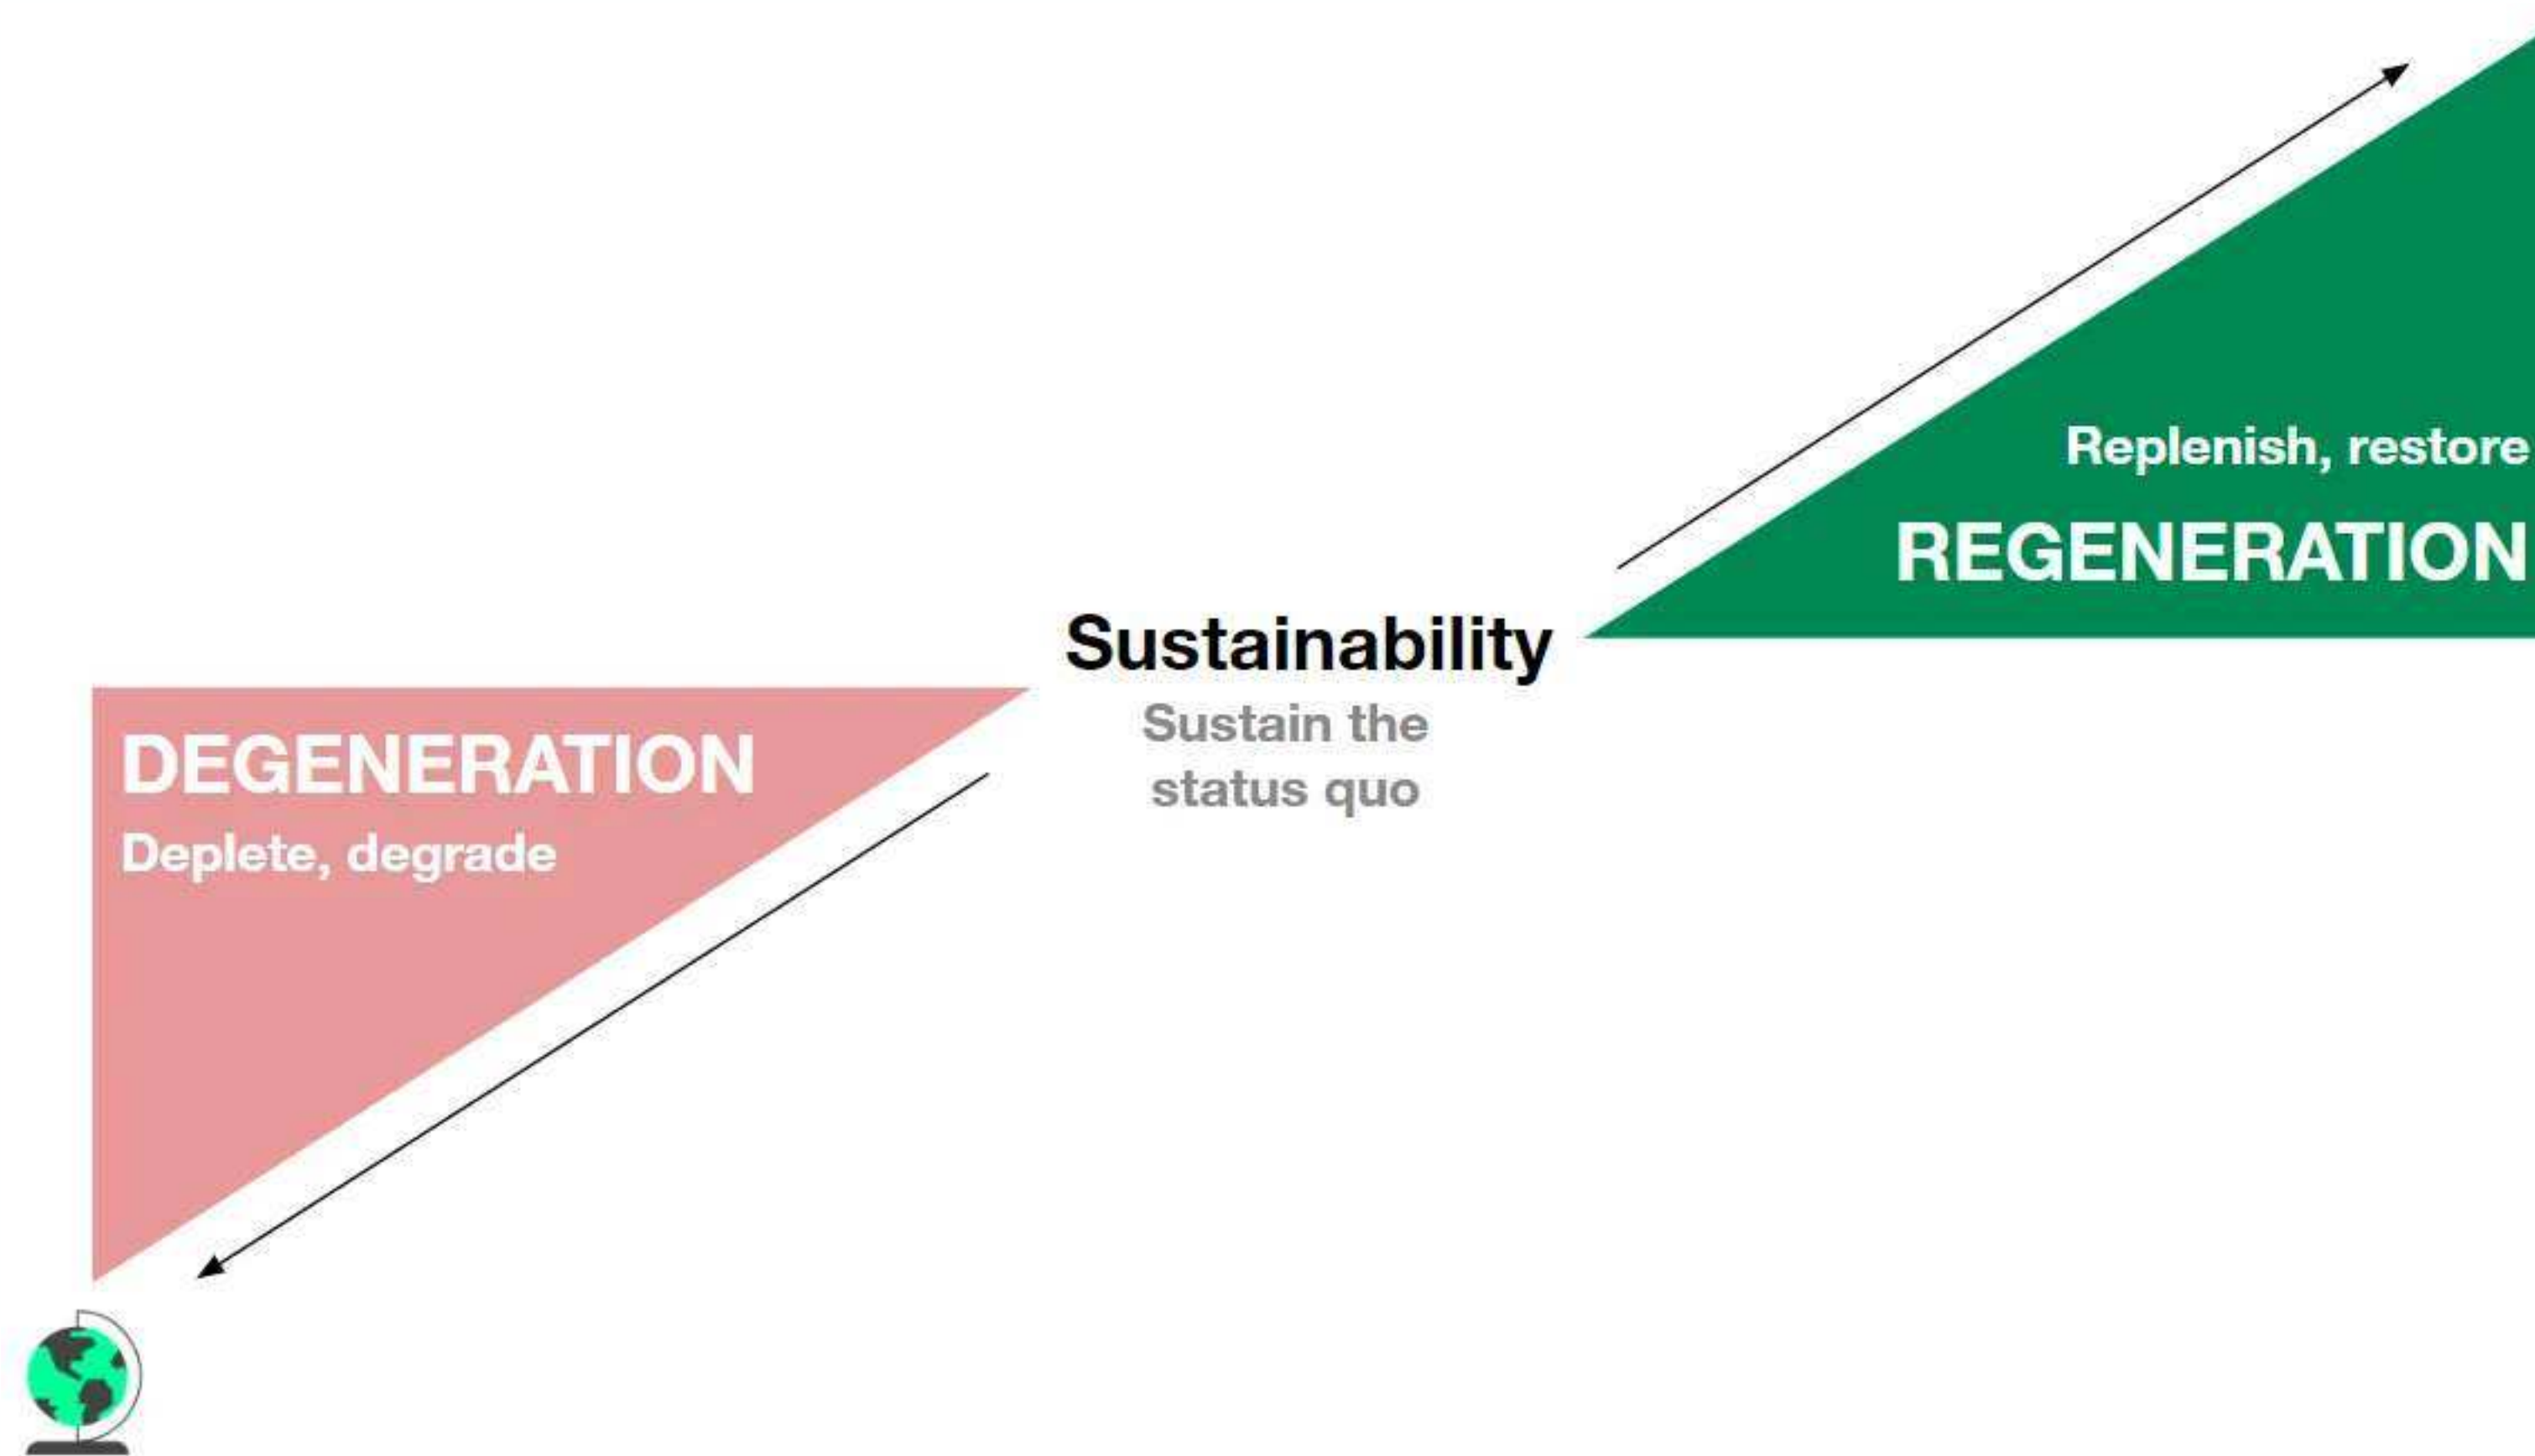 Replenish, restore
REGENERATION
Sustainability
Sustain the
status quo
DEGENERATION
Deplete, degrade